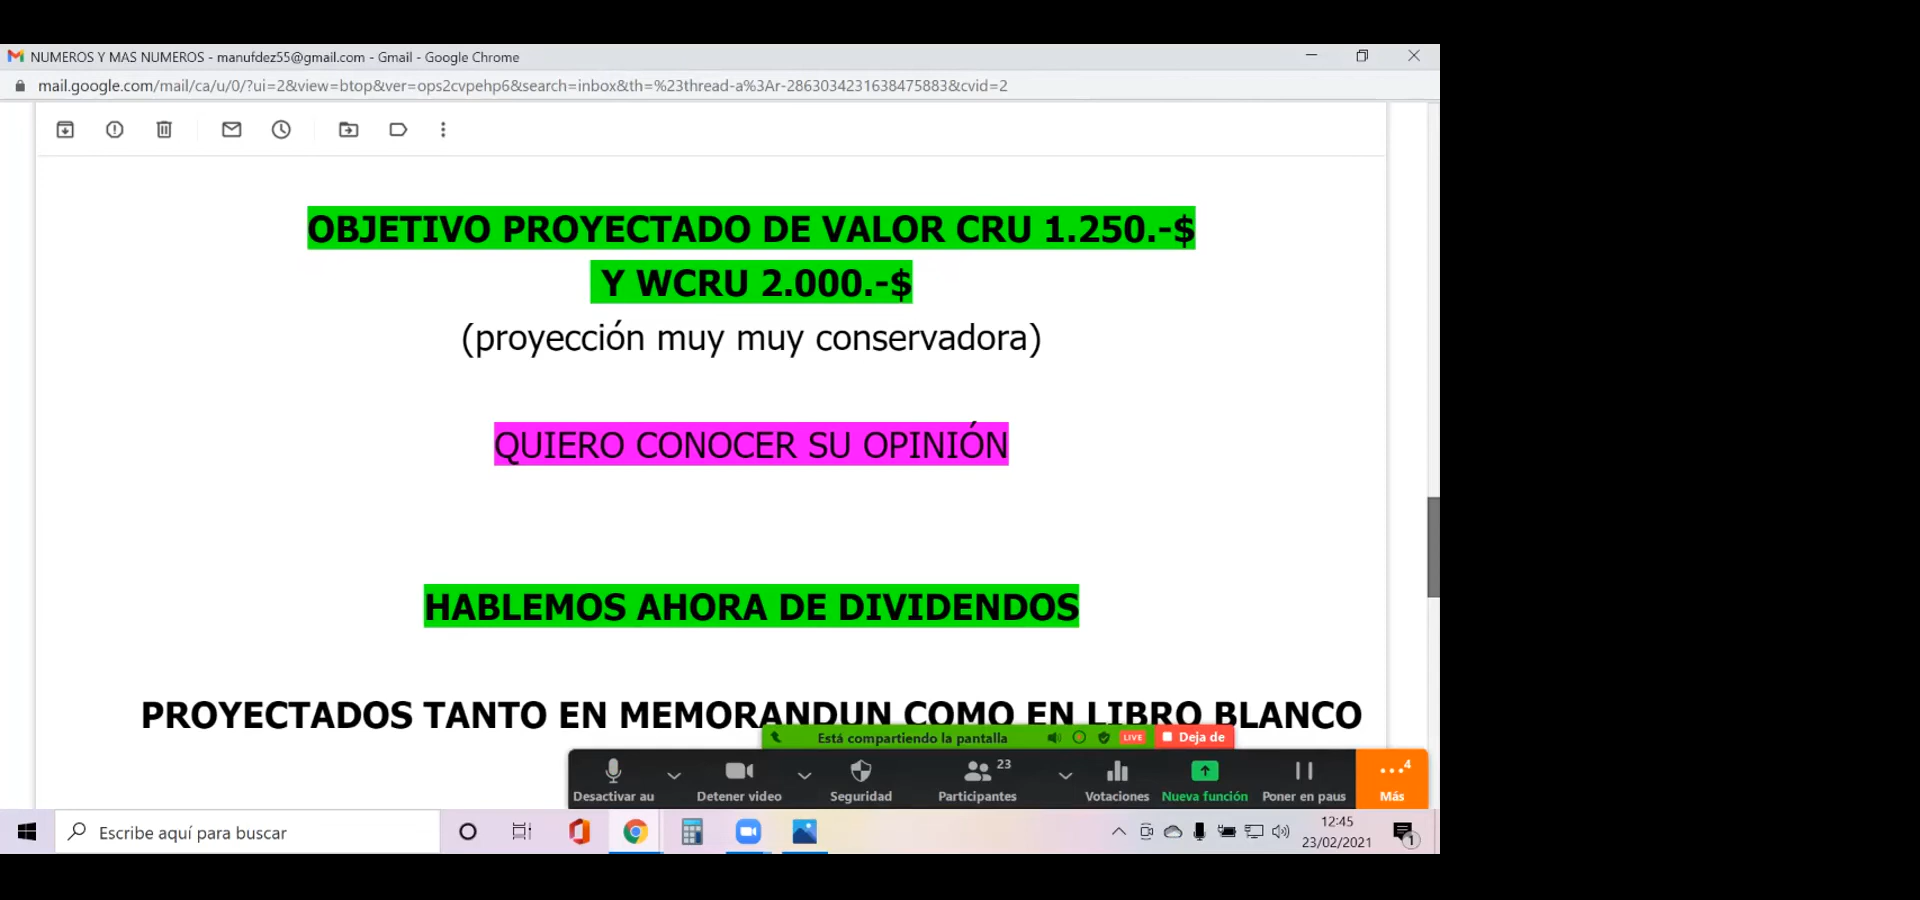 NUMEROS Y MAS NUMEROS - manufdez55@gmail.com - Gmail - Google Chrome
mail.google.com/mail/ca/u/0/?ui=2&view=btop&ver=ops2cvpehp6&search=inbox&th=%23thread-a%3Ar-2863034231638475883&cvid=2
OBJETIVO PROYECTADO DE VALOR CRU 1.250.-$
Y WCRU 2.000.-$
(proyección muy muy conservadora)
QUIERO CONOCER SU OPINIÓN
HABLEMOS AHORA DE DIVIDENDOS
PROYECTADOS TANTO EN MEMORANDUN COMO EN LIBRO BLANCO
Está compartiendo la pantalla LIVE Deja de
23
4
Desactivar au Detener video Seguridad Participantes Votaciones Nueva función Poner en paus Más
Escribe aquí para buscar
12:45
23/02/2021
1